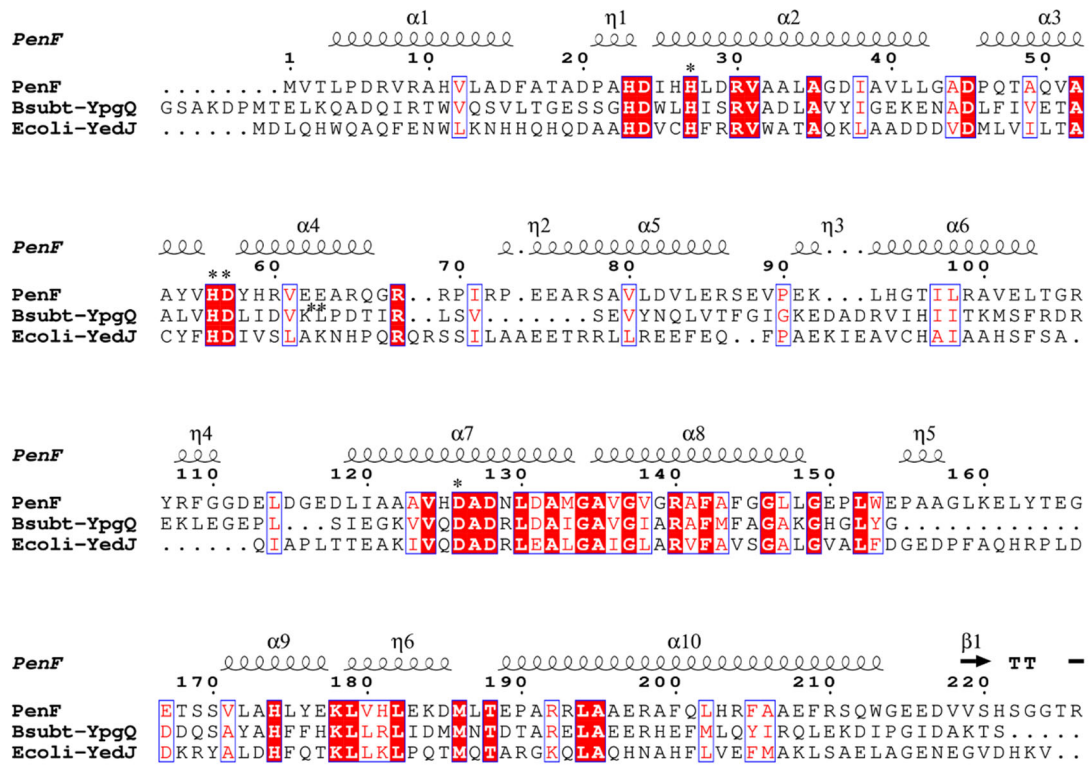 α1 η1 α2 α3
PenF
1 10 20 30 40 50
*
PenF ........MVTLPDRVRAHVLADFATADPAHDIHHLDRVAALAGDIAVLLGADPQTAQVA
Bsubt-YpgQ GSAKDPMTELKQADQIRTWVQSVLTGESSGHDWLHISRVADLAVYIGEKENADLFIVETA
Ecoli-YedJ ......MDLQHWQAQFENWLKNHHQHQDAAHDVCHFRRVWATAQKLAADDDVDMLVILTA
α4 η2 α5 η3 α6
PenF
60 70 80 90 100
**
PenF AYVHDYHRVEEARQGR..RPIRP.EEARSAVLDVLERSEVPEK...LHGTILRAVELTGR
**
Bsubt-YpgQ ALVHDLIDVKLPDTIR..LSV.......SEVYNQLVTFGIGKEDADRVIHIITKMSFRDR
Ecoli-YedJ CYFHDIVSLAKNHPQRQRSSILAAEETRRLLREEFEQ..FPAEKIEAVCHAIAAHSFSA.
η4 α7 α8 η5
PenF
110 120 130 140 150 160
*
PenF YRFGGDELDGEDLIAAAVHDADNLDAMGAVGVGRAFAFGGLLGEPLWEPAAGLKELYTEG
Bsubt-YpgQ EKLEGEPL...SIEGKVVQDADRLDAIGAVGIARAFMFAGAKGHGLYG............
Ecoli-YedJ ......QIAPLTTEAKIVQDADRLEALGAIGLARVFAVSGALGVALFDGEDPFAQHRPLD
α9 η6 α10 β1
PenF TT
170 180 190 200 210 220
PenF ETSSVLAHLYEKLVHLEKDMLTEPARRLAAERAFQLHRFAAEFRSQWGEEDVVSHSGGTR
Bsubt-YpgQ DDQSAYAHFFHKLLRLIDMMNTDTARELAEERHEFMLQYIRQLEKDIPGIDAKTS.....
Ecoli-YedJ DKRYALDHFQTKLLKLPQTMQTARGKQLAQHNAHFLVEFMAKLSAELAGENEGVDHKV..